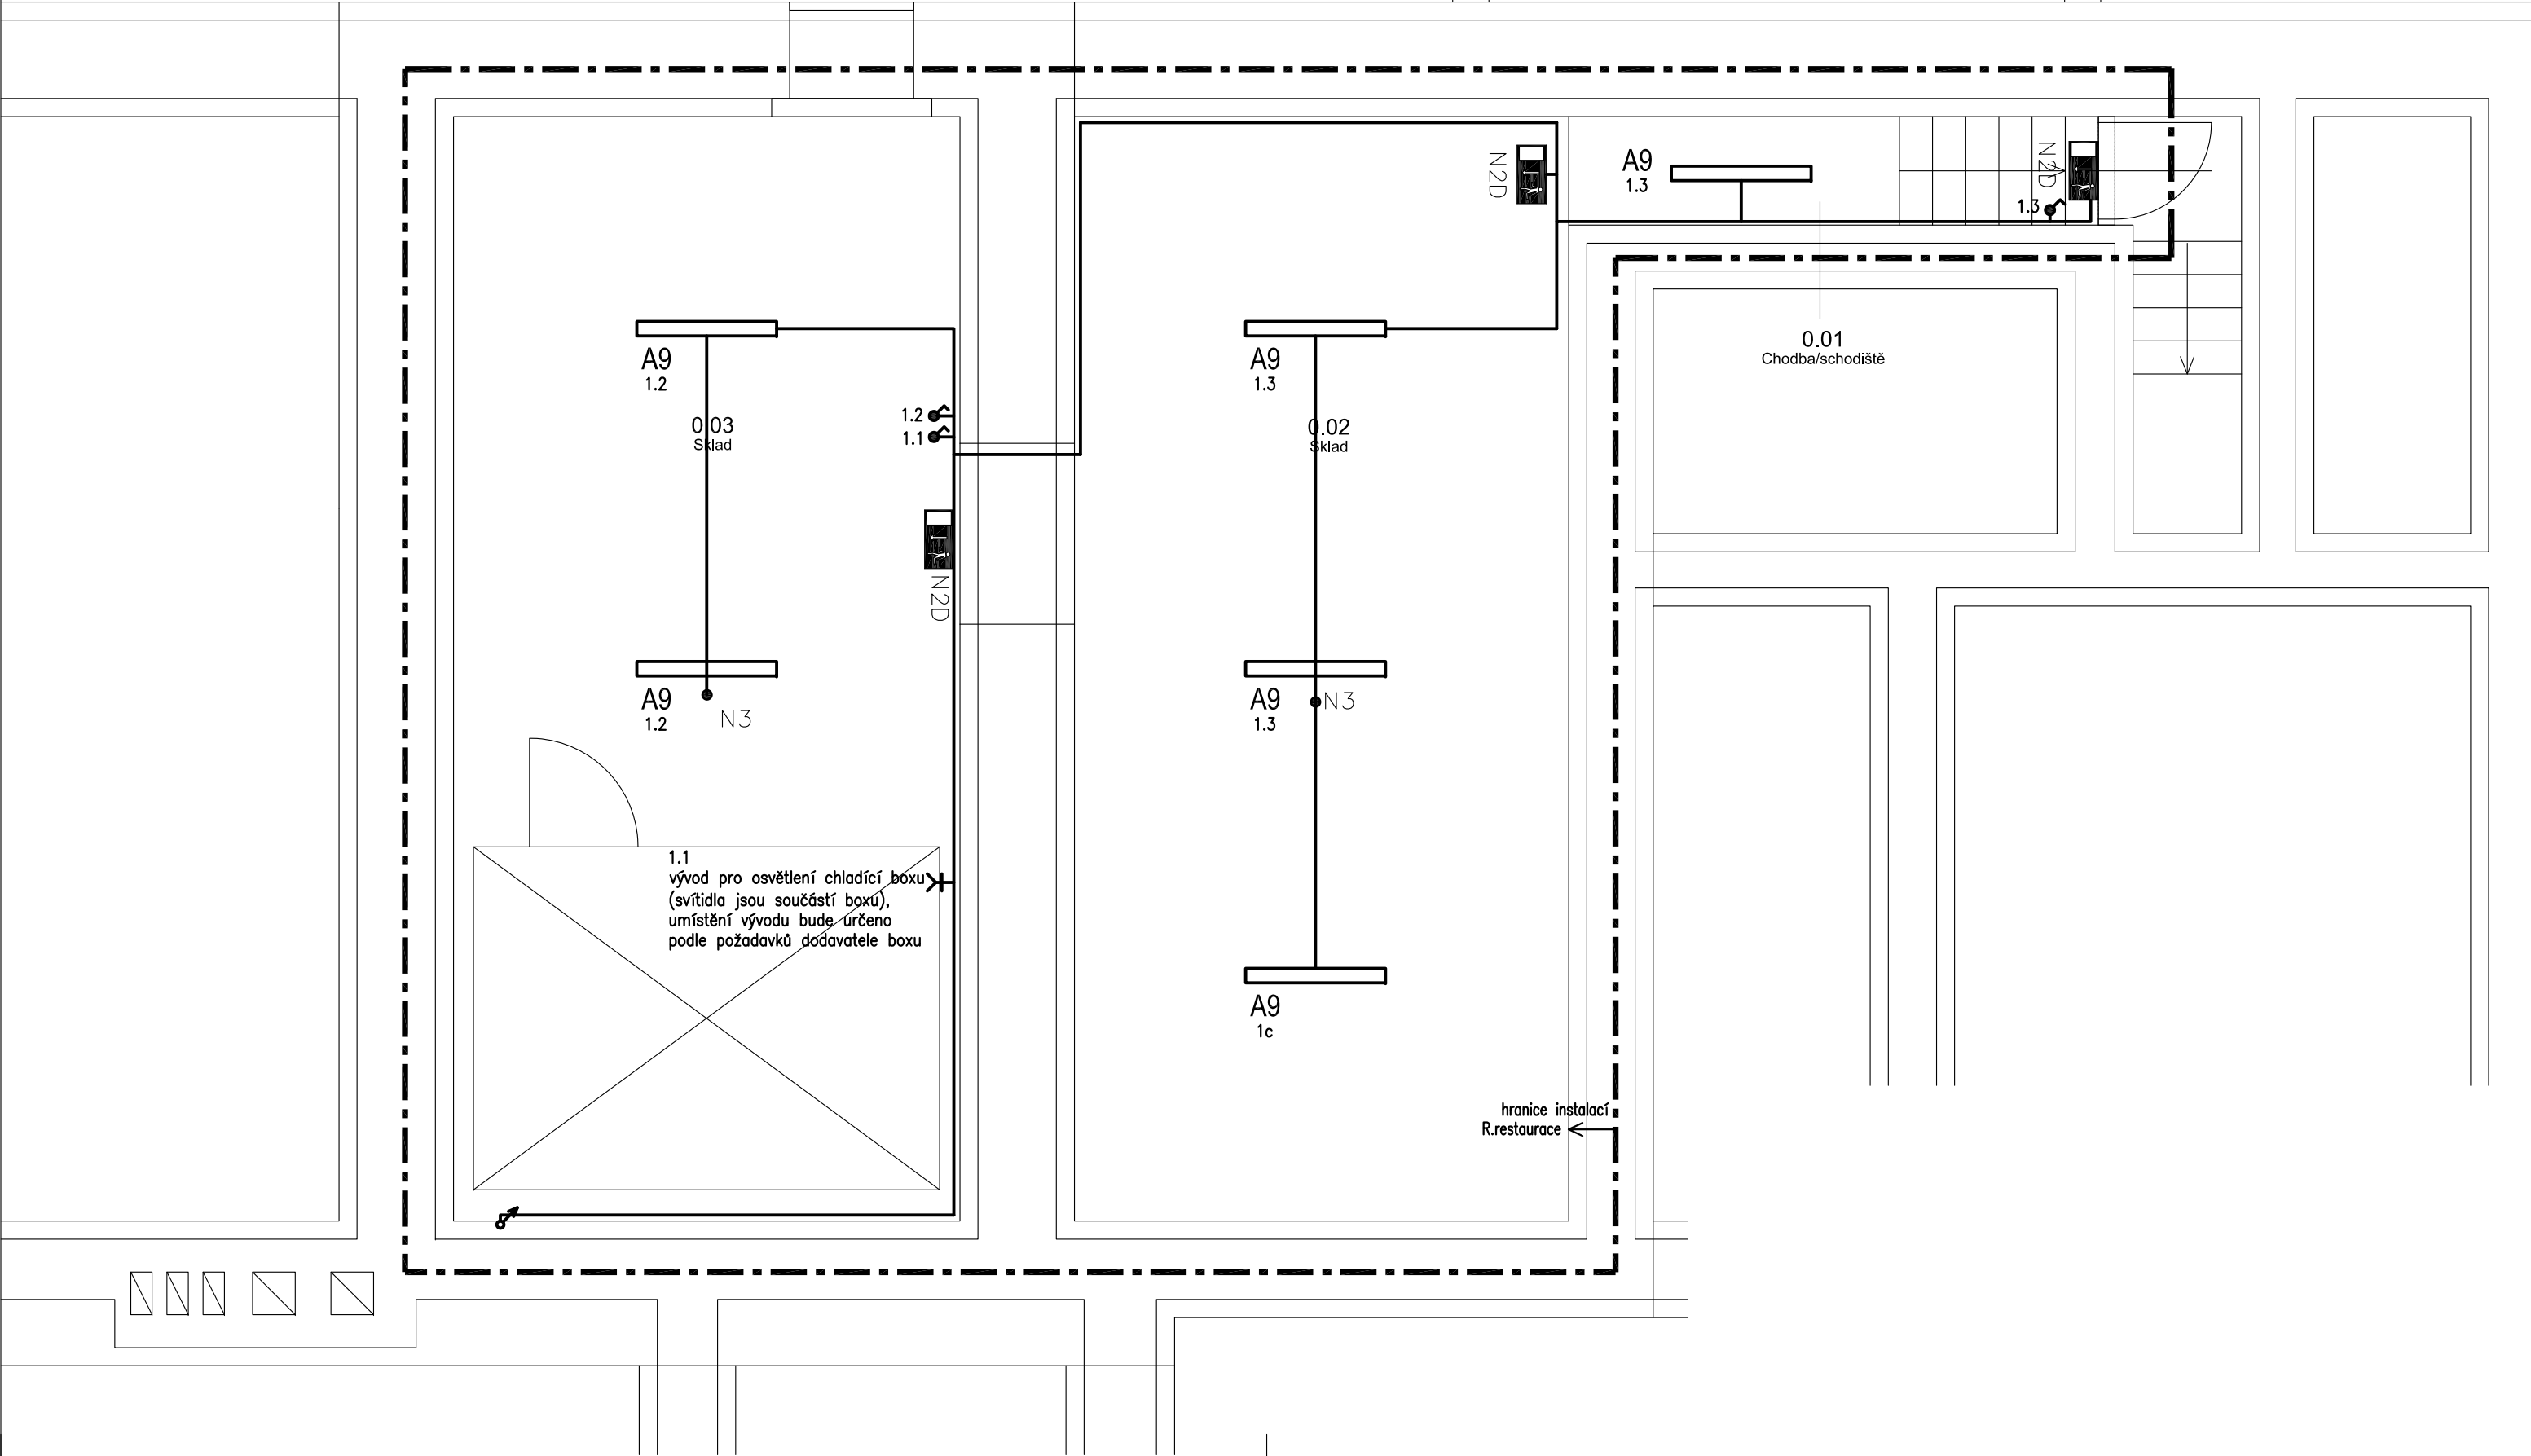 A9
1.3
N2D
N2D
1.3
0.01
Chodba/schodiště
A9
1.2
A9
1.3
1.2
1.1
0.03
Sklad
0.02
Sklad
N2D
A9
1.2
N3
A9
1.3
N3
1.1
vývod pro osvětlení chladící boxu
(svítidla jsou součástí boxu),
umístění vývodu bude určeno
podle požadavků dodavatele boxu
A9
1c
hranice instalací
R.restaurace